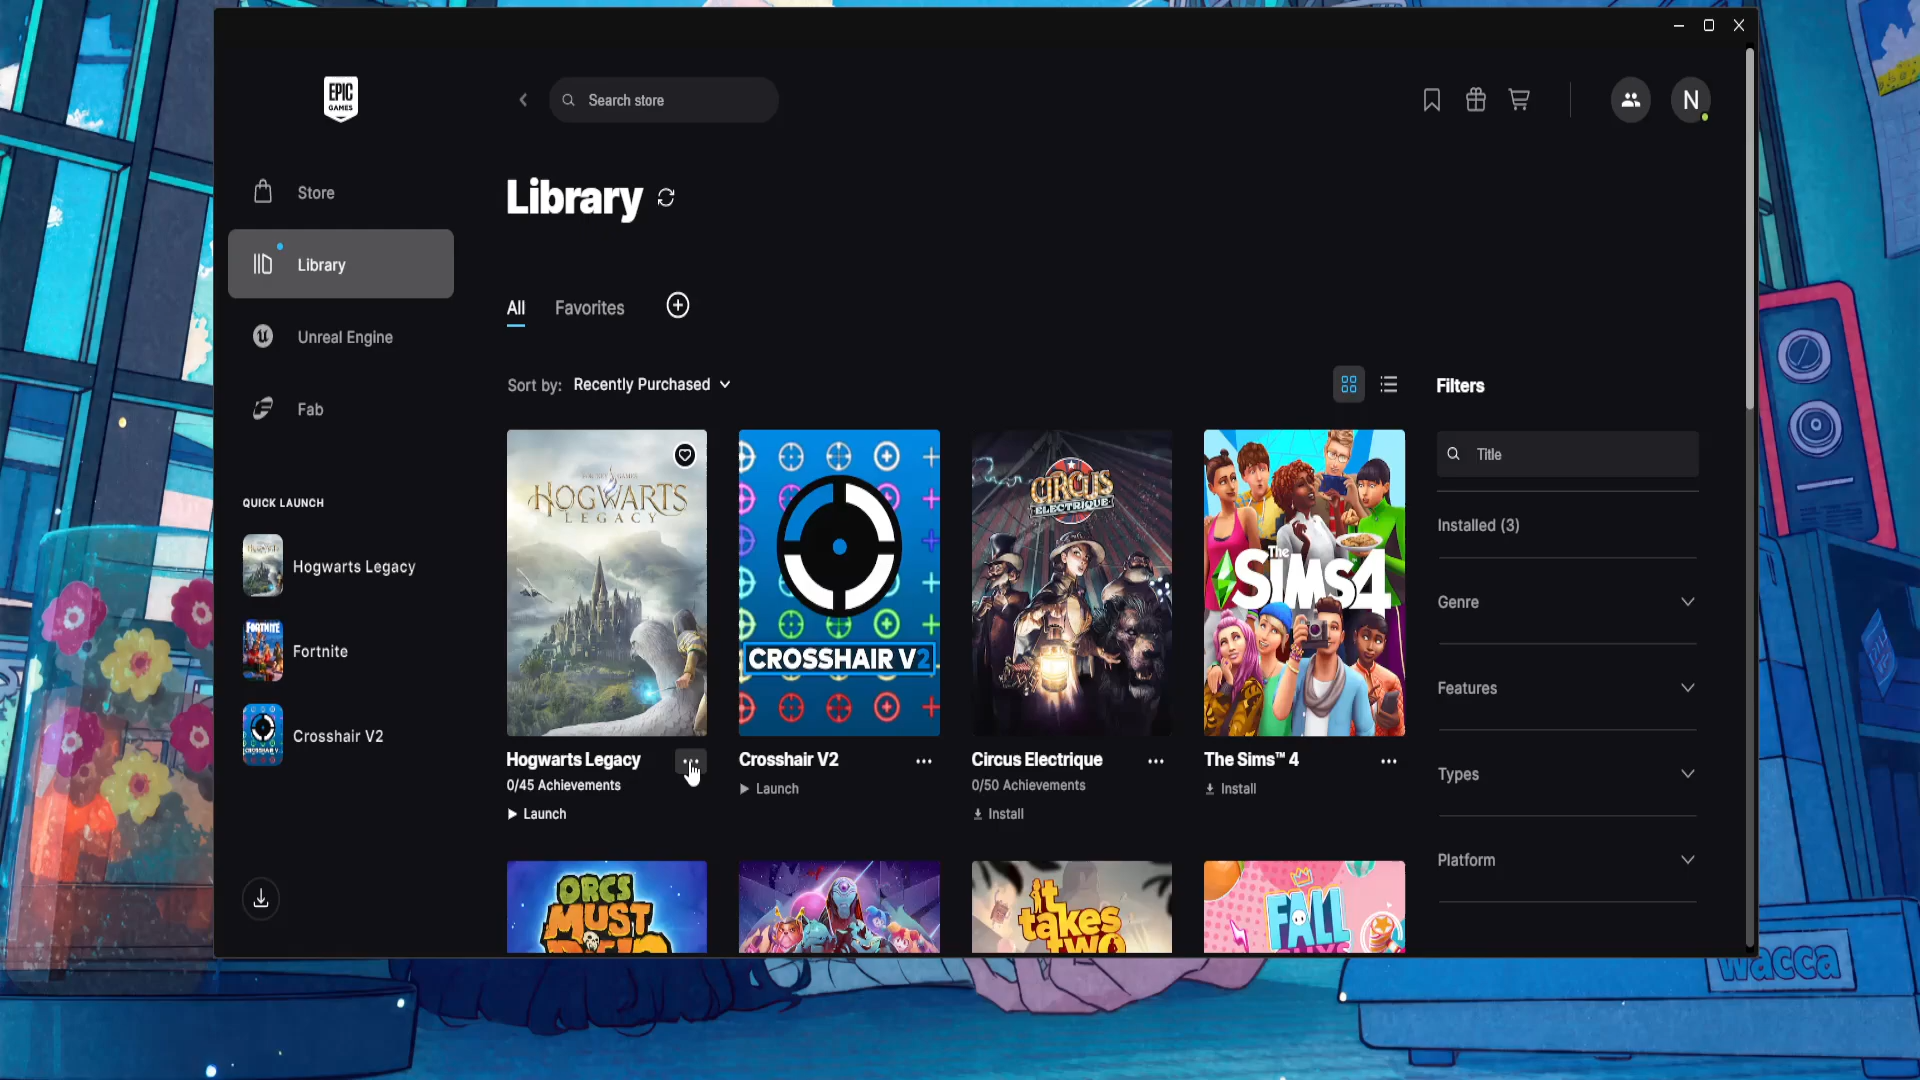 EPIC
GAMES
Search store
N
Store
Library
Unreal Engine
Fab
QUICK LAUNCH
Hogwarts Legacy
Fortnite
Crosshair V2
Library
All
Favorites
Sort by: Recently Purchased
HOGWARTS
LEGACY
Hogwarts Legacy
0/45 Achievements
Launch
CROSSHAIR V2
Crosshair V2
Launch
CIRCUS
ELECTRIQUE
Circus Electrique
0/50 Achievements
Install
The
SIMS 4
The Sims™ 4
Install
ORCS
MUST
it
takes
two
FALL
Filters
Title
Installed (3)
Genre
Features
Types
Platform
FORTNITE
wacca